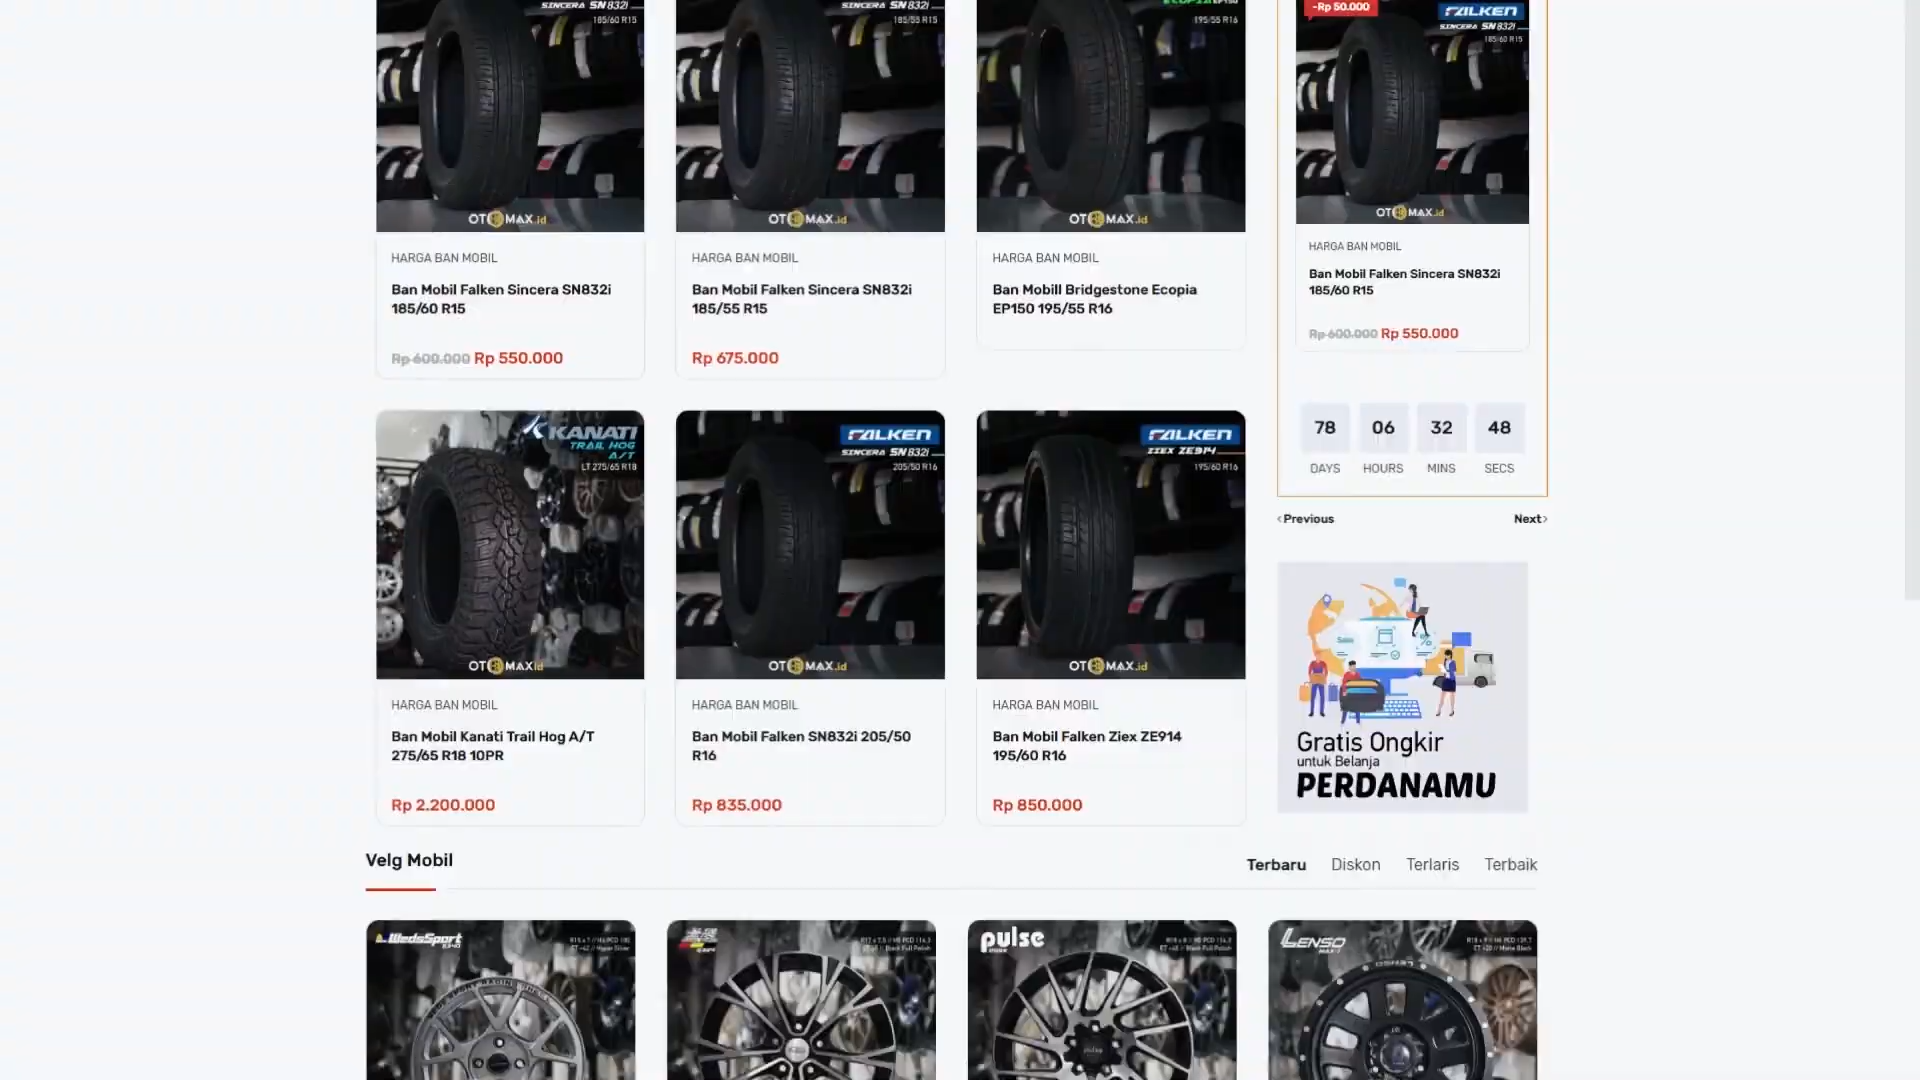 SINCERA SN832i
185/60 R15
SINCERA SN832i
185/55 R15
195/55 R16
-Rp 50.000
FALKEN
SINCERA SN832i
185/60 R15
OTOMAX.id
OTOMAX.id
OTOMAX.id
OTOMAX.id
HARGA BAN MOBIL
Ban Mobil Falken Sincera SN832i
185/60 R15
Rp 600.000 Rp 550.000
HARGA BAN MOBIL
Ban Mobil Falken Sincera SN832i
185/55 R15
Rp 675.000
HARGA BAN MOBIL
Ban Mobill Bridgestone Ecopia
EP150 195/55 R16
HARGA BAN MOBIL
Ban Mobil Falken Sincera SN832i
185/60 R15
Rp 600.000 Rp 550.000
78
06
32
48
DAYS
HOURS
MINS
SECS
‹Previous
Next›
KANATI
TRAIL HOG
A/T
LT 275/65 R18
OTOMAX.id
FALKEN
SINCERA SN832i
205/50 R16
OTOMAX.id
FALKEN
ZIEX ZE914
195/60 R16
OTOMAX.id
HARGA BAN MOBIL
Ban Mobil Kanati Trail Hog A/T
275/65 R18 10PR
Rp 2.200.000
HARGA BAN MOBIL
Ban Mobil Falken SN832i 205/50
R16
Rp 835.000
HARGA BAN MOBIL
Ban Mobil Falken Ziex ZE914
195/60 R16
Rp 850.000
Sales
%
Gratis Ongkir
untuk Belanja
PERDANAMU
Velg Mobil
Terbaru
Diskon
Terlaris
Terbaik
WedsSport
pulse
LENSO